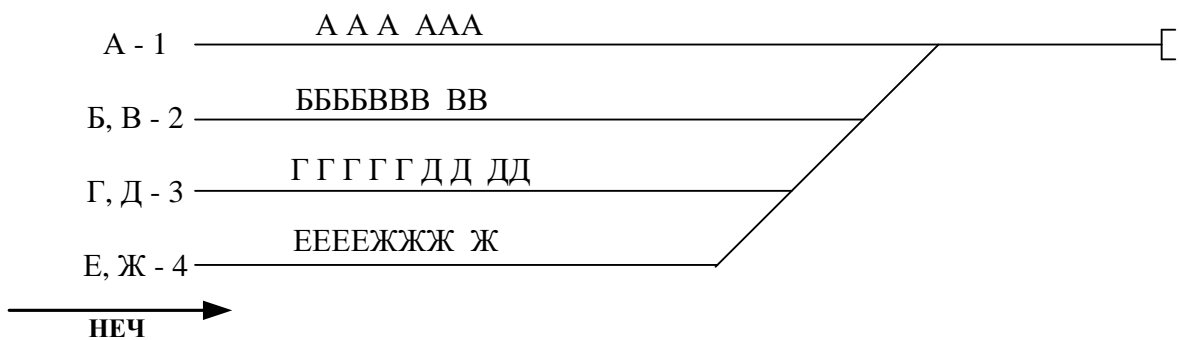 А А А ААА
А - 1
ББББВВВ ВВ
Б, В - 2
Г Г Г Г Г Д Д ДД
Г, Д - 3
ЕЕЕЕЖЖЖ Ж
Е, Ж - 4
НЕЧ